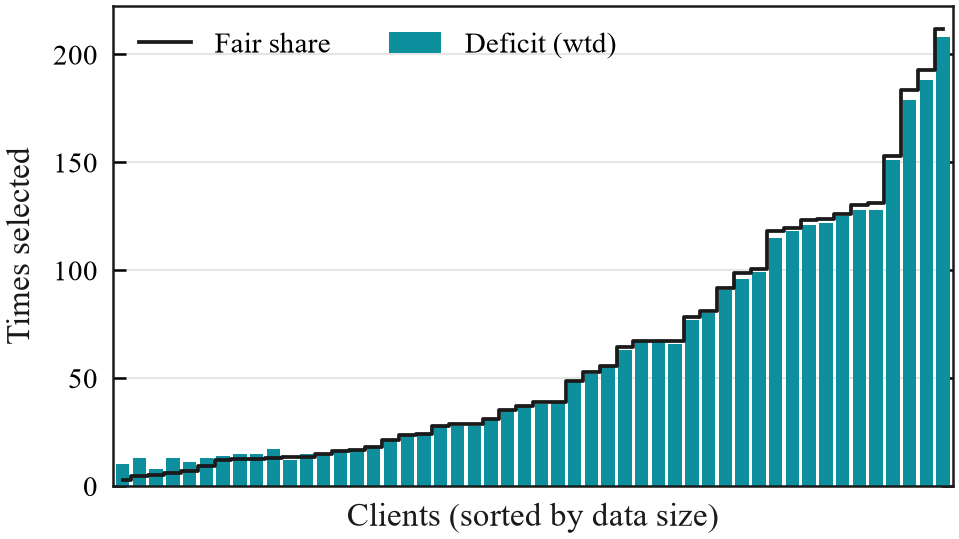 Fair share
Deficit (wtd)
200
150
100
50
0
Times selected
Clients (sorted by data size)